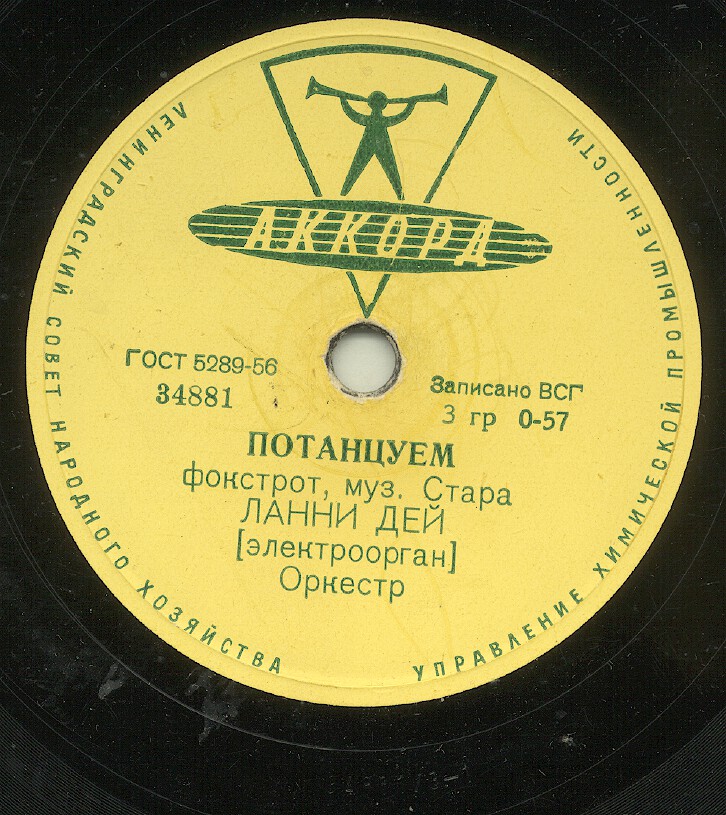 АККОРД
ЛЕНИНГРАДСКИЙ СОВЕТ НАРОДНОГО ХОЗЯЙСТВА
УПРАВЛЕНИЕ ХИМИЧЕСКОЙ ПРОМЫШЛЕННОСТИ
ГОСТ 5289-56
34881
Записано ВСГ
3 гр 0-57
ПОТАНЦУЕМ
фокстрот, муз. Стара
ЛАННИ ДЕЙ
[электроорган]
Оркестр